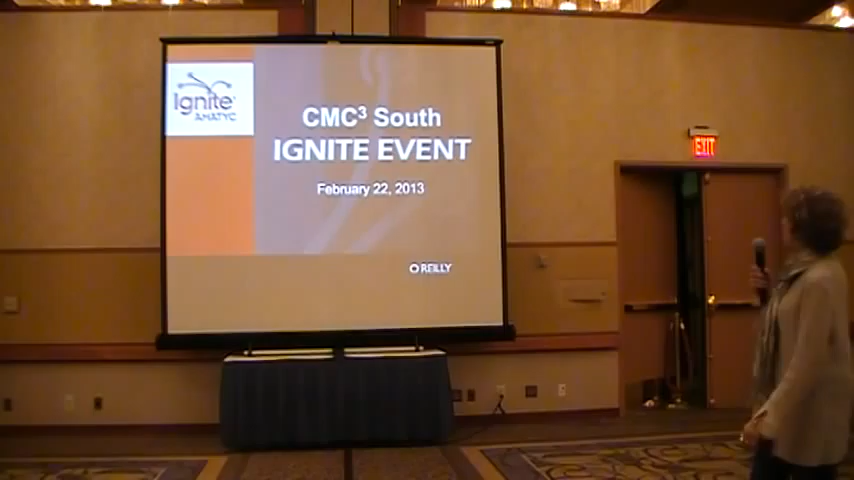 Ignite
AMATYC
CMC³ South
IGNITE EVENT
February 22, 2013
O'REILLY
EXIT